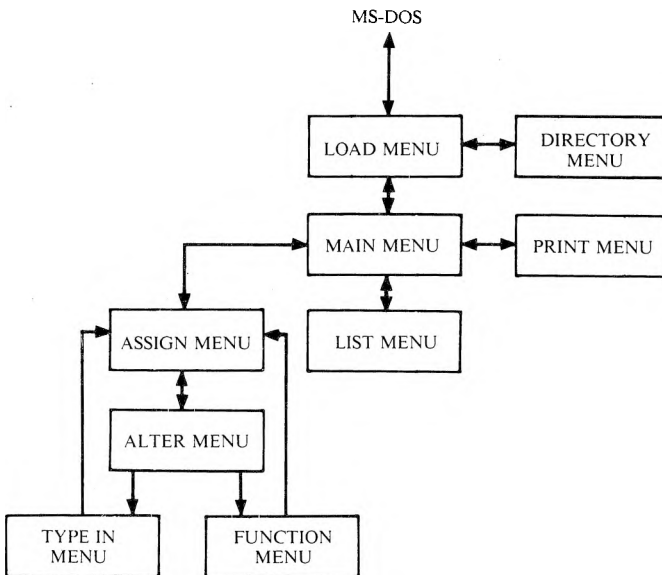 MS-DOS
LOAD MENU
DIRECTORY
MENU
MAIN MENU
PRINT MENU
ASSIGN MENU
LIST MENU
ALTER MENU
TYPE IN
MENU
FUNCTION
MENU